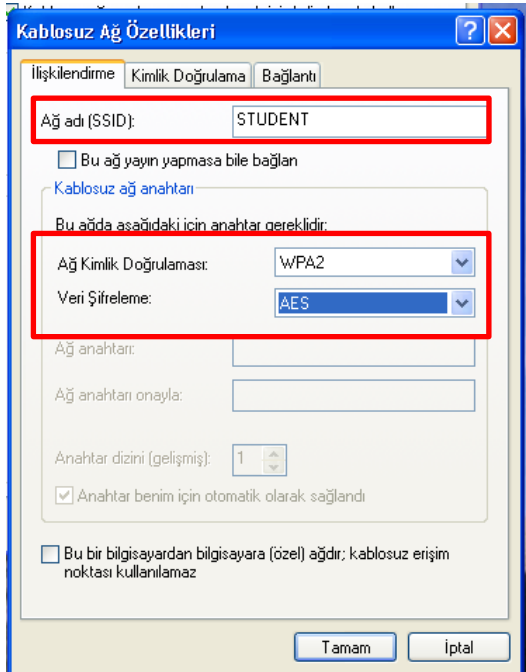 Kablosuz Ağ Özellikleri
İlişkilendirme Kimlik Doğrulama Bağlantı
Ağ adı (SSID): STUDENT
Bu ağ yayın yapmasa bile bağlan
Kablosuz ağ anahtarı
Bu ağda aşağıdaki için anahtar gereklidir:
Ağ Kimlik Doğrulaması: WPA2
Veri Şifreleme: AES
Ağ anahtarı:
Ağ anahtarı onayla:
Anahtar dizini (gelişmiş): 1
Anahtar benim için otomatik olarak sağlandı
Bu bir bilgisayardan bilgisayara (özel) ağdır; kablosuz erişim
noktası kullanılamaz
Tamam İptal